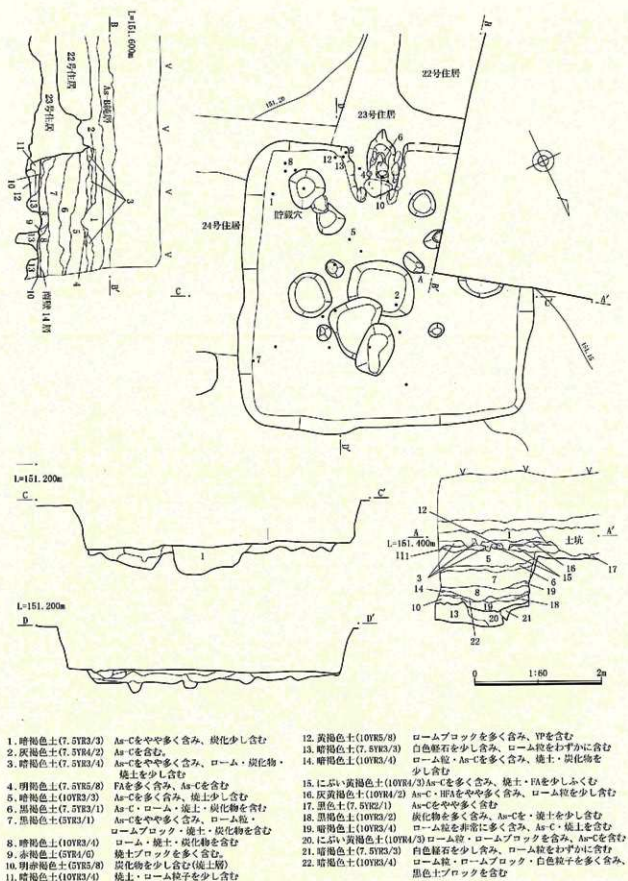 L=151.600m
B
V
22号住居
23号住居
As-B純層
南壁14層
B'
B
22号住居
23号住居
151.20
D
24号住居
貯蔵穴
A
B'
C
C'
A'
151.15
D'
L=151.200m
C
C'
1
L=151.200m
D
D'
A
A'
L=151.400m
土坑
0
1:60
2m
1.暗褐色土(7.5YR3/3) As-Cをやや多く含み、炭化少し含む
2.灰褐色土(7.5YR4/2) As-Cを含む。
3.暗褐色土(7.5YR3/4) As-Cをやや多く含み、ローム・炭化物・
焼土を少し含む
4.明褐色土(7.5YR5/8) FAを多く含み、As-Cを含む
5.暗褐色土(10YR3/3) As-Cを多く含み、焼土少し含む
6.黒褐色土(7.5YR3/1) As-C・ローム・焼土・炭化物を含む
7.黒褐色土(5YR3/1) As-Cをやや多く含み、ローム粒・
ロームブロック・焼土・炭化物を含む
8.暗褐色土(10YR3/4) ローム・焼土・炭化物を含む
9.赤褐色土(5YR4/6) 焼土ブロックを多く含む。
10.明赤褐色土(5YR5/8) 炭化物を少し含む(焼土層)
11.暗褐色土(10YR3/4) 焼土・ローム粒子を少し含む
12.黄褐色土(10YR5/8) ロームブロックを多く含み、YPを含む
13.暗褐色土(7.5YR3/3) 白色軽石を少し含み、ローム粒をわずかに含む
14.暗褐色土(10YR3/4) ローム粒を多く含み、As-C・焼土・炭化物を
少し含む
15.にぶい黄褐色土(10YR4/3)As-Cを多く含み、焼土・FAを少しふくむ
16.灰黄褐色土(10YR4/2) As-C・HFAをやや多く含み、ローム粒を少し含む
17.黒色土(7.5YR2/1) As-Cをやや多く含む
18.黒褐色土(10YR3/2) 炭化物を多く含み、As-Cを・焼土を少し含む
19.暗褐色土(10YR3/4) ローム粒を非常に多く含み、As-C・焼土を含む
20.にぶい黄褐色土(10YR4/3)ローム粒・ロームブロックを含み、As-Cを含む
21.暗褐色土(7.5YR3/3) 白色軽石を少し含み、ローム粒をわずかに含む
22.暗褐色土(10YR3/4) ローム粒・ロームブロック・白色粒子を多く含み、
黒色土ブロックを含む